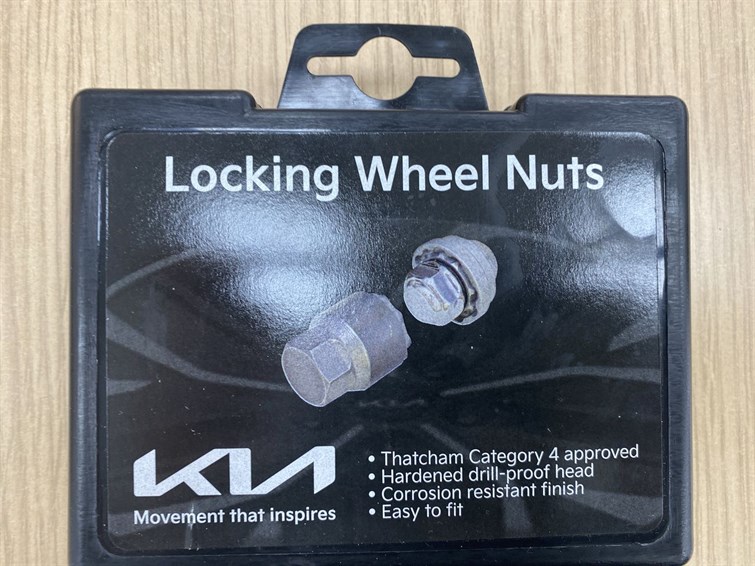 Locking Wheel Nuts
KIA
Movement that inspires
• Thatcham Category 4 approved
• Hardened drill-proof head
• Corrosion resistant finish
• Easy to fit